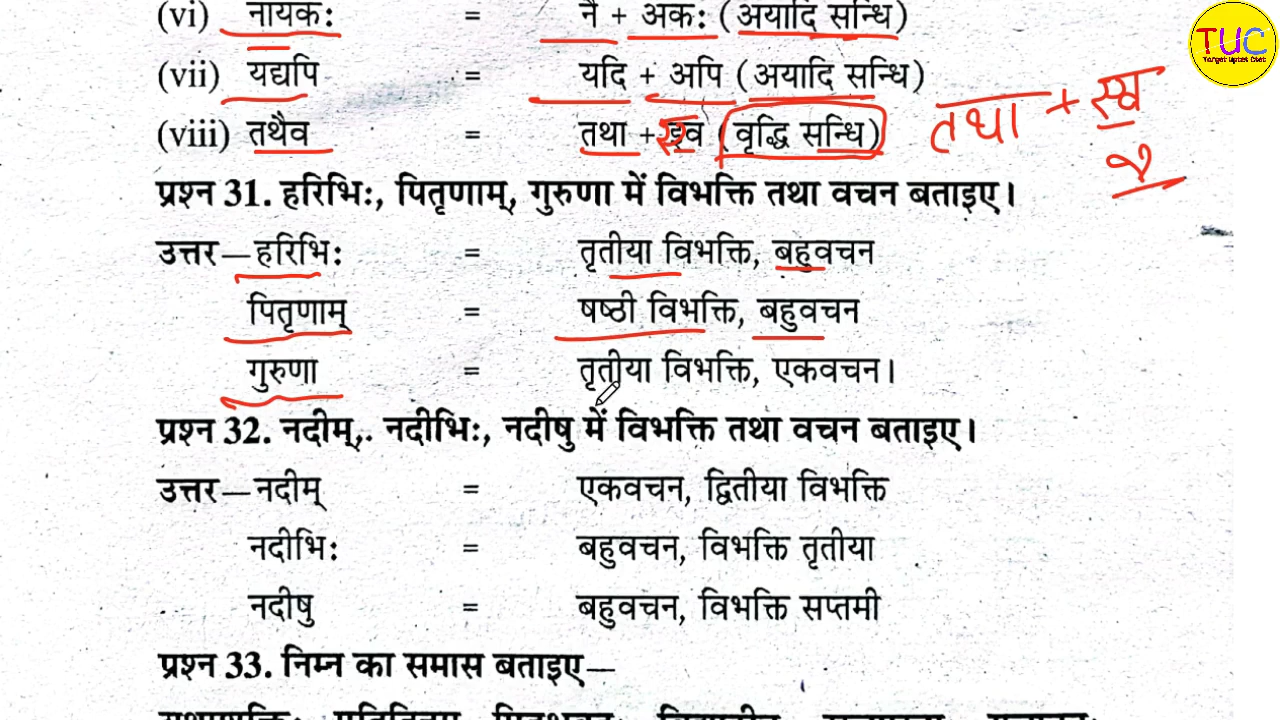 (vi) नायकः = नै + अकः (अयादि सन्धि)
(vii) यद्यपि = यदि + अपि (अयादि सन्धि)
(viii) तथैव = तथा + इव (वृद्धि सन्धि) तथा + एव
प्रश्न 31. हरिभिः, पितृणाम्, गुरुणा में विभक्ति तथा वचन बताइए।
उत्तर—हरिभिः = तृतीया विभक्ति, बहुवचन
पितृणाम् = षष्ठी विभक्ति, बहुवचन
गुरुणा = तृतीया विभक्ति, एकवचन।
प्रश्न 32. नदीम्,. नदीभिः, नदीषु में विभक्ति तथा वचन बताइए।
उत्तर—नदीम् = एकवचन, द्वितीया विभक्ति
नदीभिः = बहुवचन, विभक्ति तृतीया
नदीषु = बहुवचन, विभक्ति सप्तमी
प्रश्न 33. निम्न का समास बताइए—
TUC
Target Uptet Ctet